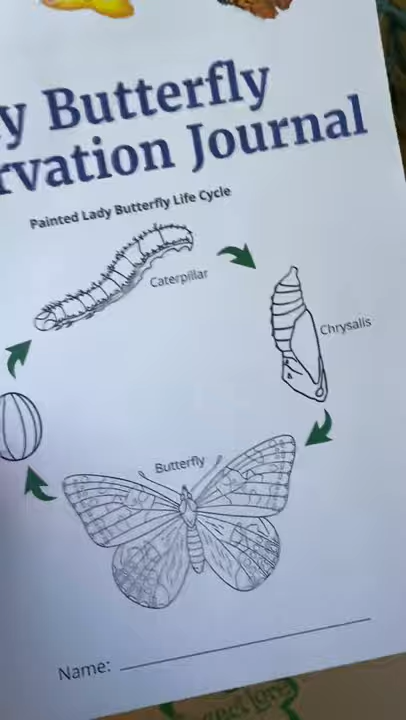 y Butterfly
rvation Journal
Painted Lady Butterfly Life Cycle
Caterpillar
Chrysalis
Butterfly
Name: